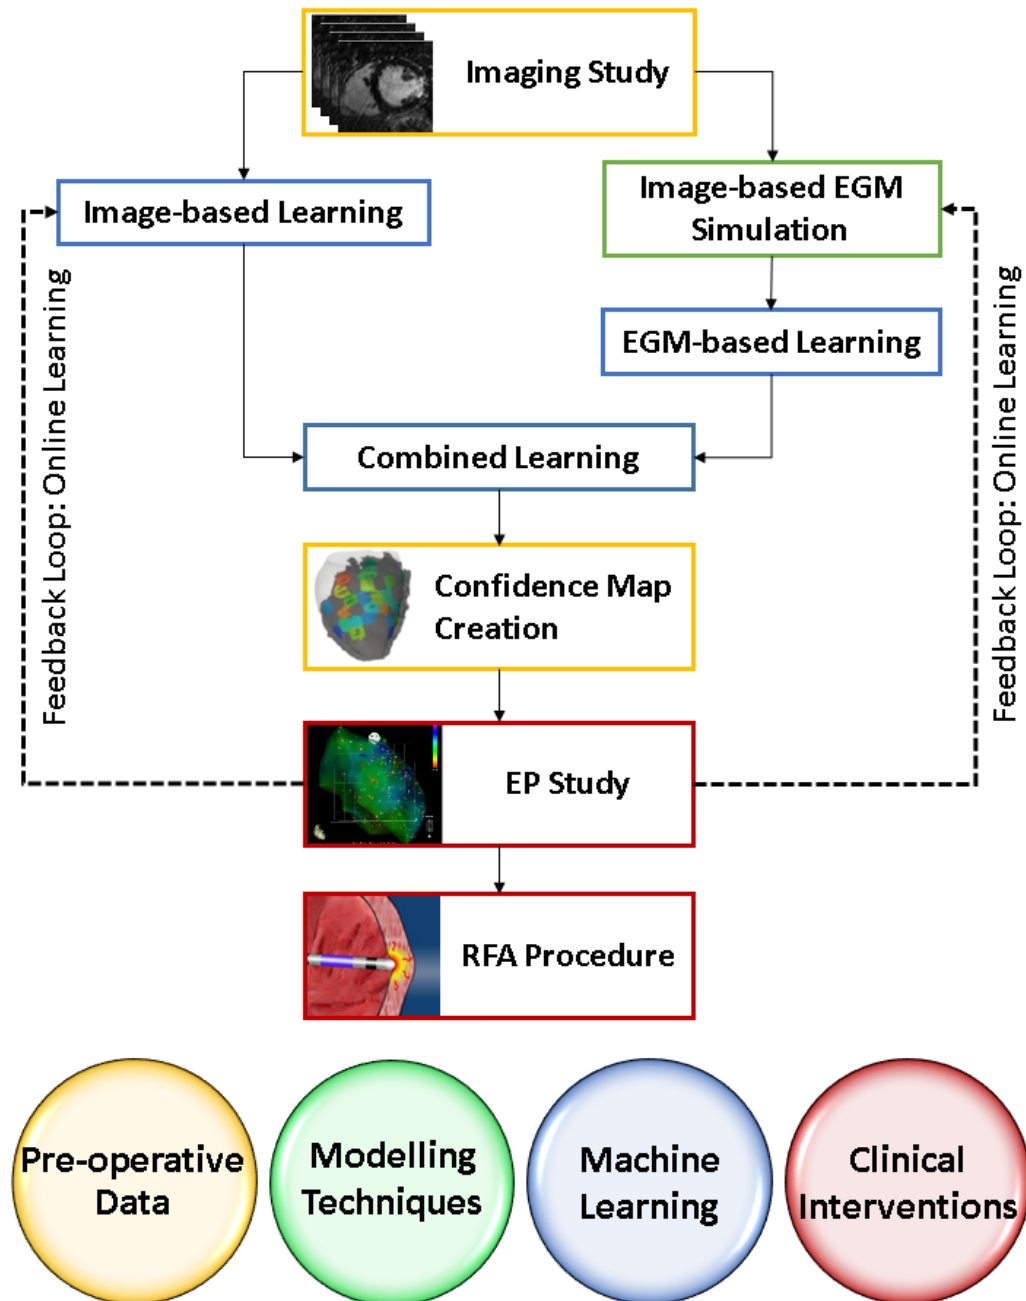 Imaging Study
Image-based Learning
Image-based EGM
Simulation
EGM-based Learning
Combined Learning
Confidence Map
Creation
EP Study
RFA Procedure
Feedback Loop: Online Learning
Feedback Loop: Online Learning
Pre-operative
Data
Modelling
Techniques
Machine
Learning
Clinical
Interventions